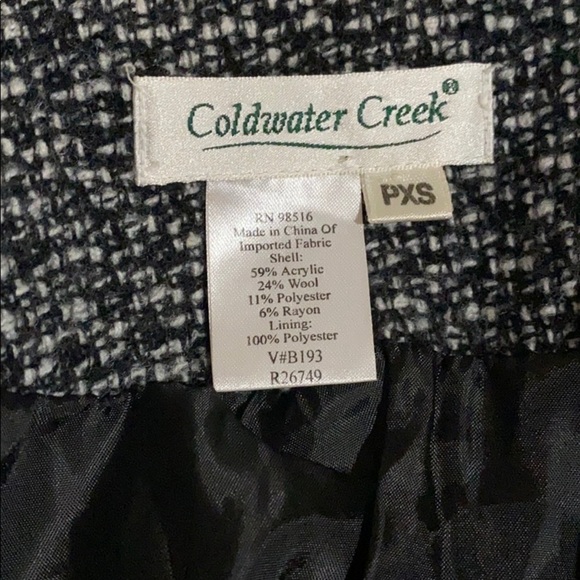 Coldwater Creek®
PXS
RN 98516
Made in China Of
Imported Fabric
Shell:
59% Acrylic
24% Wool
11% Polyester
6% Rayon
Lining:
100% Polyester
V#B193
R26749